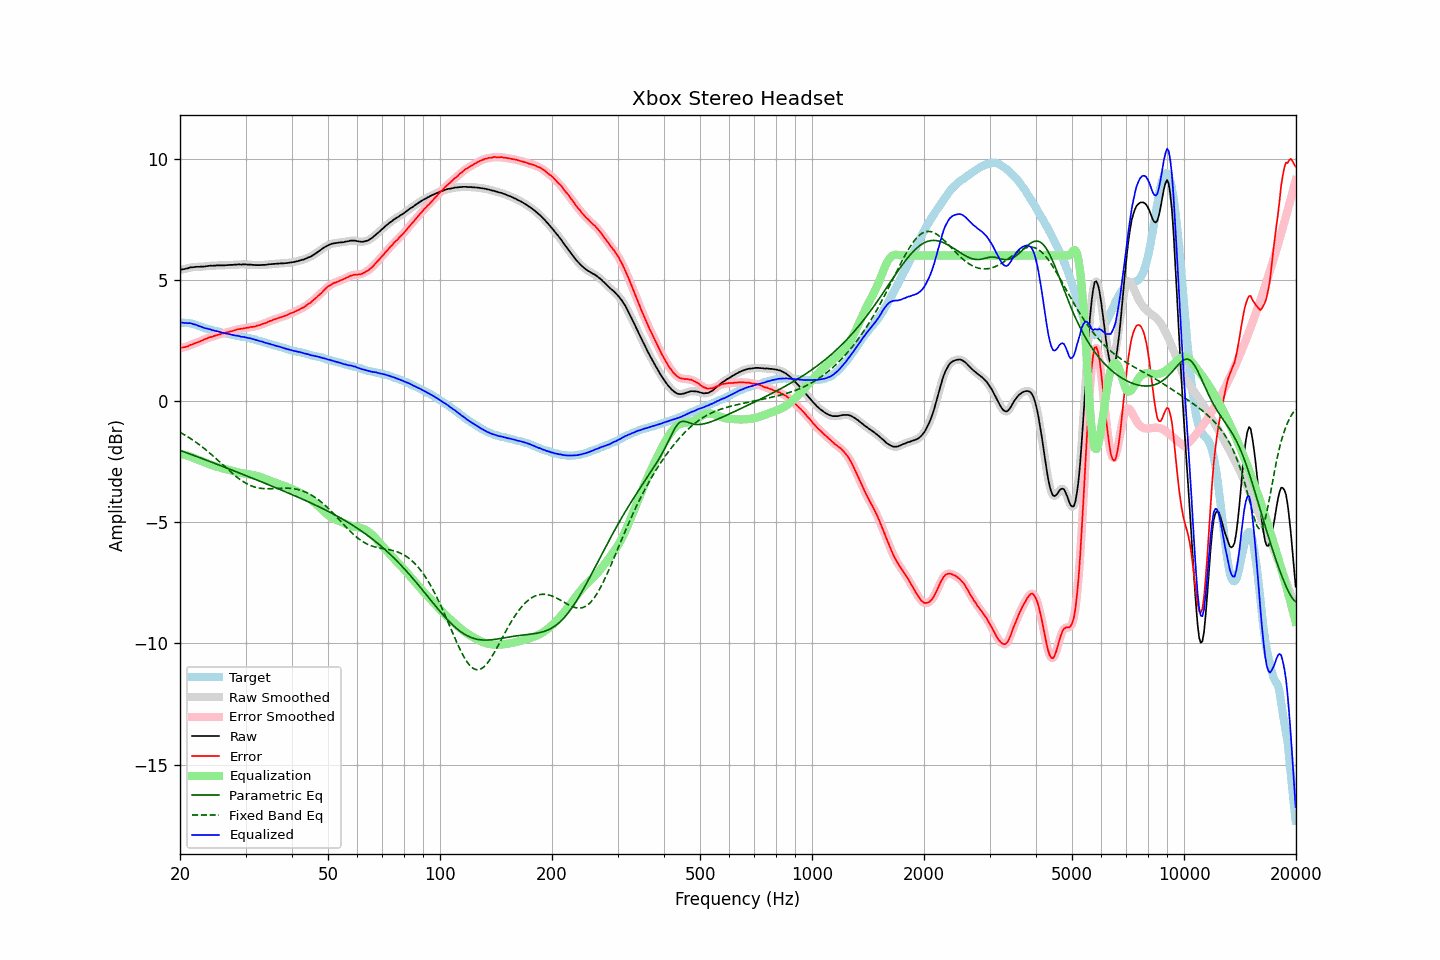 Xbox Stereo Headset
Amplitude (dBr)
10
5
0
−5
−10
−15
Target
Raw Smoothed
Error Smoothed
Raw
Error
Equalization
Parametric Eq
Fixed Band Eq
Equalized
20 50 100 200 500 1000 2000 5000 10000 20000
Frequency (Hz)